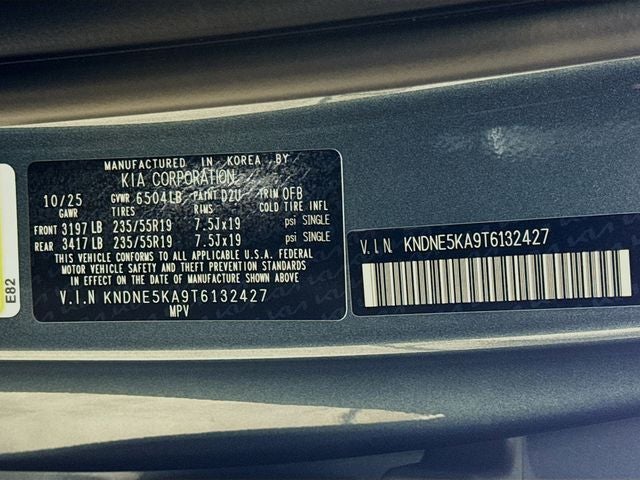 MANUFACTURED IN KOREA BY
KIA CORPORATION
10/25 GVWR 6504LB PAINT D2U TRIM OFB
GAWR TIRES RIMS COLD TIRE INFL
FRONT 3197 LB 235/55R19 7.5Jx19 psi SINGLE
REAR 3417 LB 235/55R19 7.5Jx19 psi SINGLE
THIS VEHICLE CONFORMS TO ALL APPLICABLE U.S.A. FEDERAL
MOTOR VEHICLE SAFETY AND THEFT PREVENTION STANDARDS
IN EFFECT ON THE DATE OF MANUFACTURE SHOWN ABOVE
V.I.N KNDNE5KA9T6132427
MPV
V.I.N KNDNE5KA9T6132427
E82